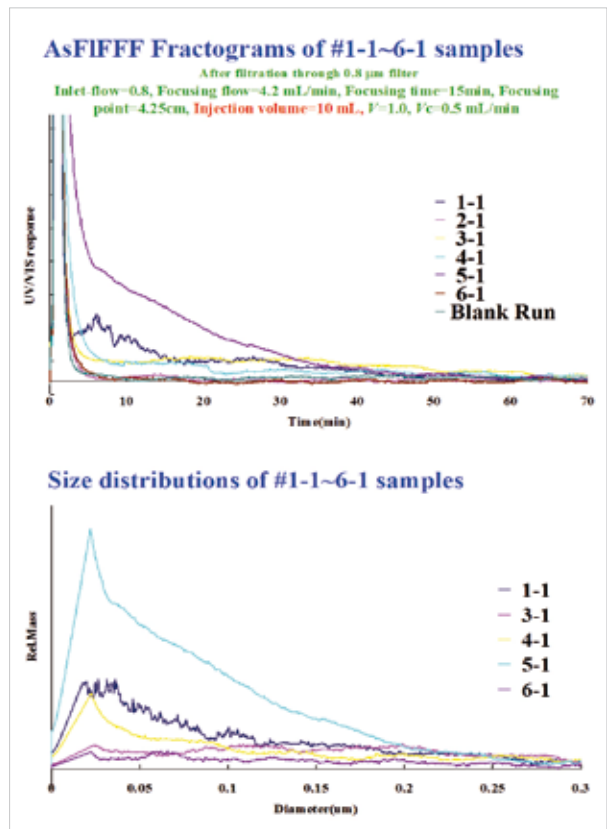 AsFlFFF Fractograms of #1-1~6-1 samples
After filtration through 0.8 µm filter
Inlet-flow=0.8, Focusing flow=4.2 mL/min, Focusing time=15min, Focusing
point=4.25cm, Injection volume=10 mL, V=1.0, Vc=0.5 mL/min
UV/VIS response
1-1
2-1
3-1
4-1
5-1
6-1
Blank Run
0 10 20 30 40 50 60 70
Time(min)
Size distributions of #1-1~6-1 samples
Rel.Mass
1-1
3-1
4-1
5-1
6-1
0 0.05 0.1 0.15 0.2 0.25 0.3
Diameter(um)